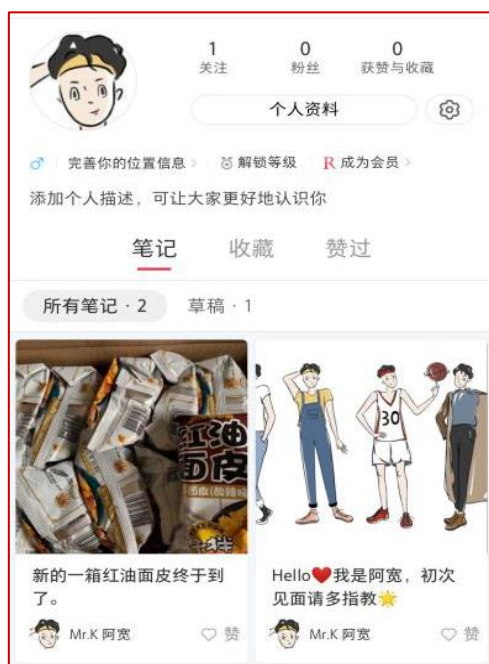 1 0 0
关注 粉丝 获赞与收藏
个人资料
完善你的位置信息 解锁等级 R 成为会员
添加个人描述，可让大家更好地认识你
笔记 收藏 赞过
所有笔记 · 2 草稿 · 1
红油
面皮
30
新的一箱红油面皮终于到
了。
Mr.K 阿宽 赞
Hello❤️我是阿宽，初次
见面请多指教🌟
Mr.K 阿宽 赞